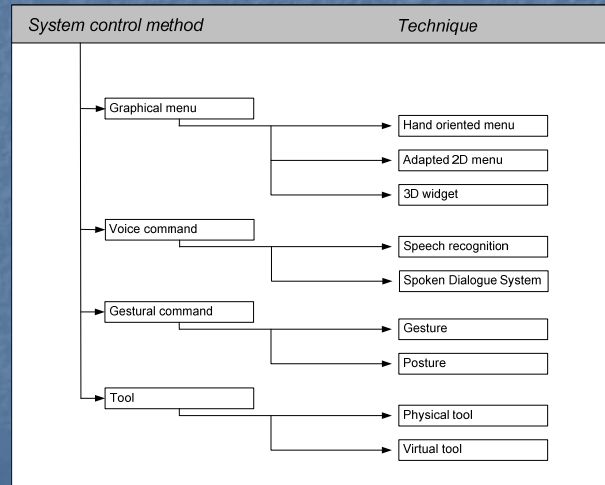 System control method Technique
Graphical menu
Hand oriented menu
Adapted 2D menu
3D widget
Voice command
Speech recognition
Spoken Dialogue System
Gestural command
Gesture
Posture
Tool
Physical tool
Virtual tool